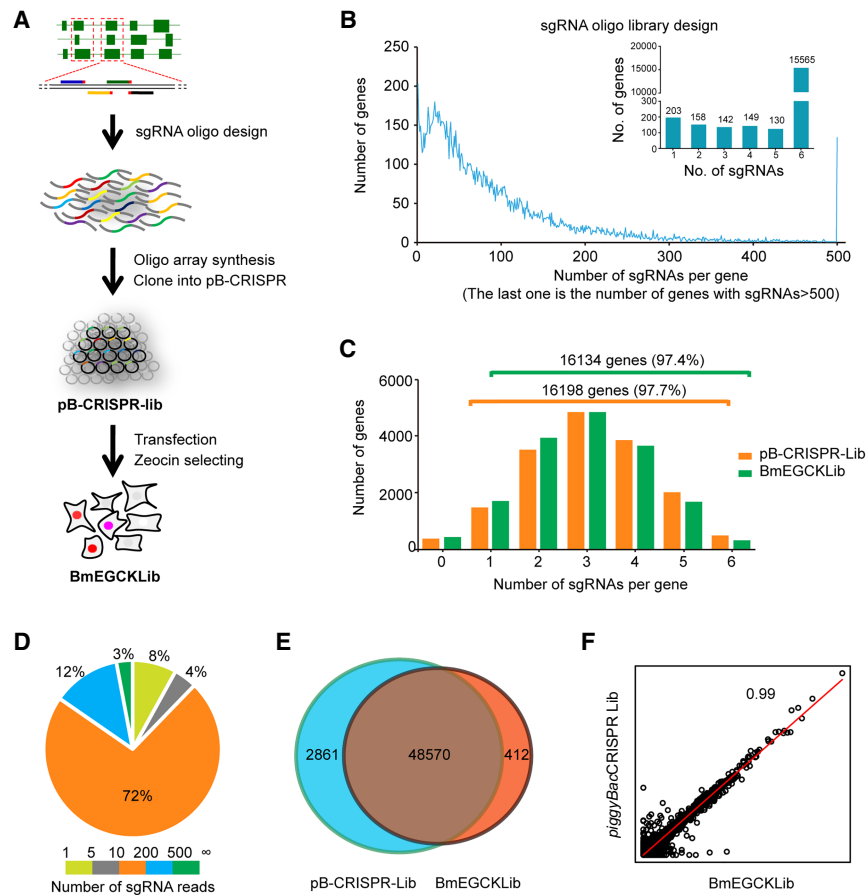 A
sgRNA oligo design
Oligo array synthesis
Clone into pB-CRISPR
pB-CRISPR-lib
Transfection
Zeocin selecting
BmEGCKLib
B
sgRNA oligo library design
Number of genes
250
200
150
100
50
0
0 100 200 300 400 500
Number of sgRNAs per gene
(The last one is the number of genes with sgRNAs>500)
No. of genes
20000
15000
10000
300
200
100
0
203 158 142 149 130 15565
1 2 3 4 5 6
No. of sgRNAs
C
16134 genes (97.4%)
16198 genes (97.7%)
Number of genes
6000
4000
2000
0
pB-CRISPR-Lib
BmEGCKLib
0 1 2 3 4 5 6
Number of sgRNAs per gene
D
3% 8%
12% 4%
72%
1 5 10 200 500 ∞
Number of sgRNA reads
E
2861 48570 412
pB-CRISPR-Lib BmEGCKLib
F
0.99
piggyBacCRISPR Lib
BmEGCKLib